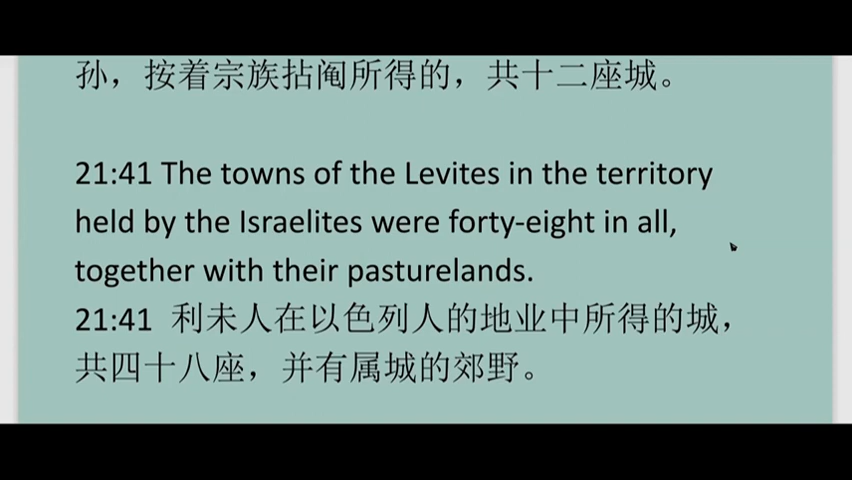 孙，按着宗族拈阄所得的，共十二座城。
21:41 The towns of the Levites in the territory
held by the Israelites were forty-eight in all,
together with their pasturelands.
21:41 利未人在以色列人的地业中所得的城，
共四十八座，并有属城的郊野。